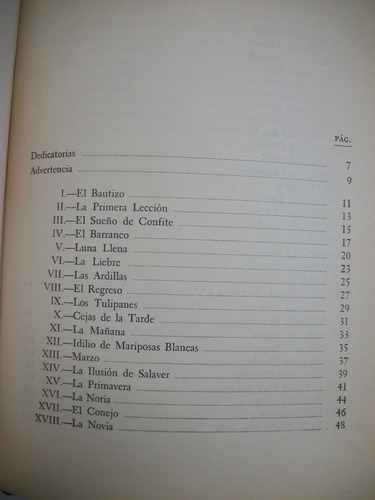 PÁG.
Dedicatorias 7
Advertencia 9
I.—El Bautizo 11
II.—La Primera Lección 13
III.—El Sueño de Confite 15
IV.—El Barranco 17
V.—Luna Llena 20
VI.—La Liebre 23
VII.—Las Ardillas 25
VIII.—El Regreso 27
IX.—Los Tulipanes 29
X.—Cejas de la Tarde 31
XI.—La Mañana 33
XII.—Idilio de Mariposas Blancas 35
XIII.—Marzo 37
XIV.—La Ilusión de Salaver 39
XV.—La Primavera 41
XVI.—La Noria 44
XVII.—El Conejo 46
XVIII.—La Novia 48